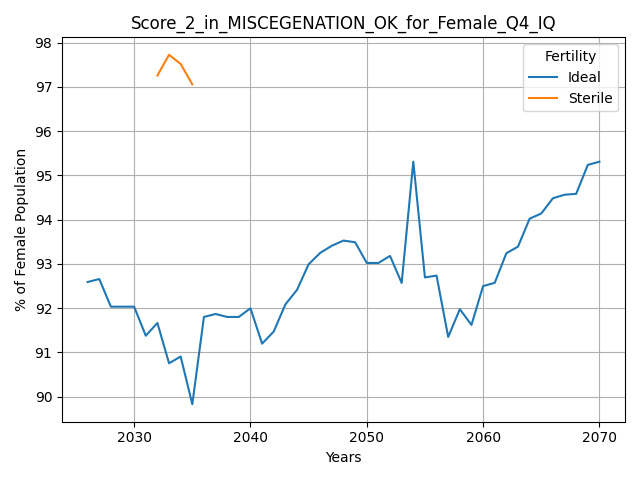 Score_2_in_MISCEGENATION_OK_for_Female_Q4_IQ
% of Female Population
98
97
96
95
94
93
92
91
90
Fertility
Ideal
Sterile
2030
2040
2050
2060
2070
Years